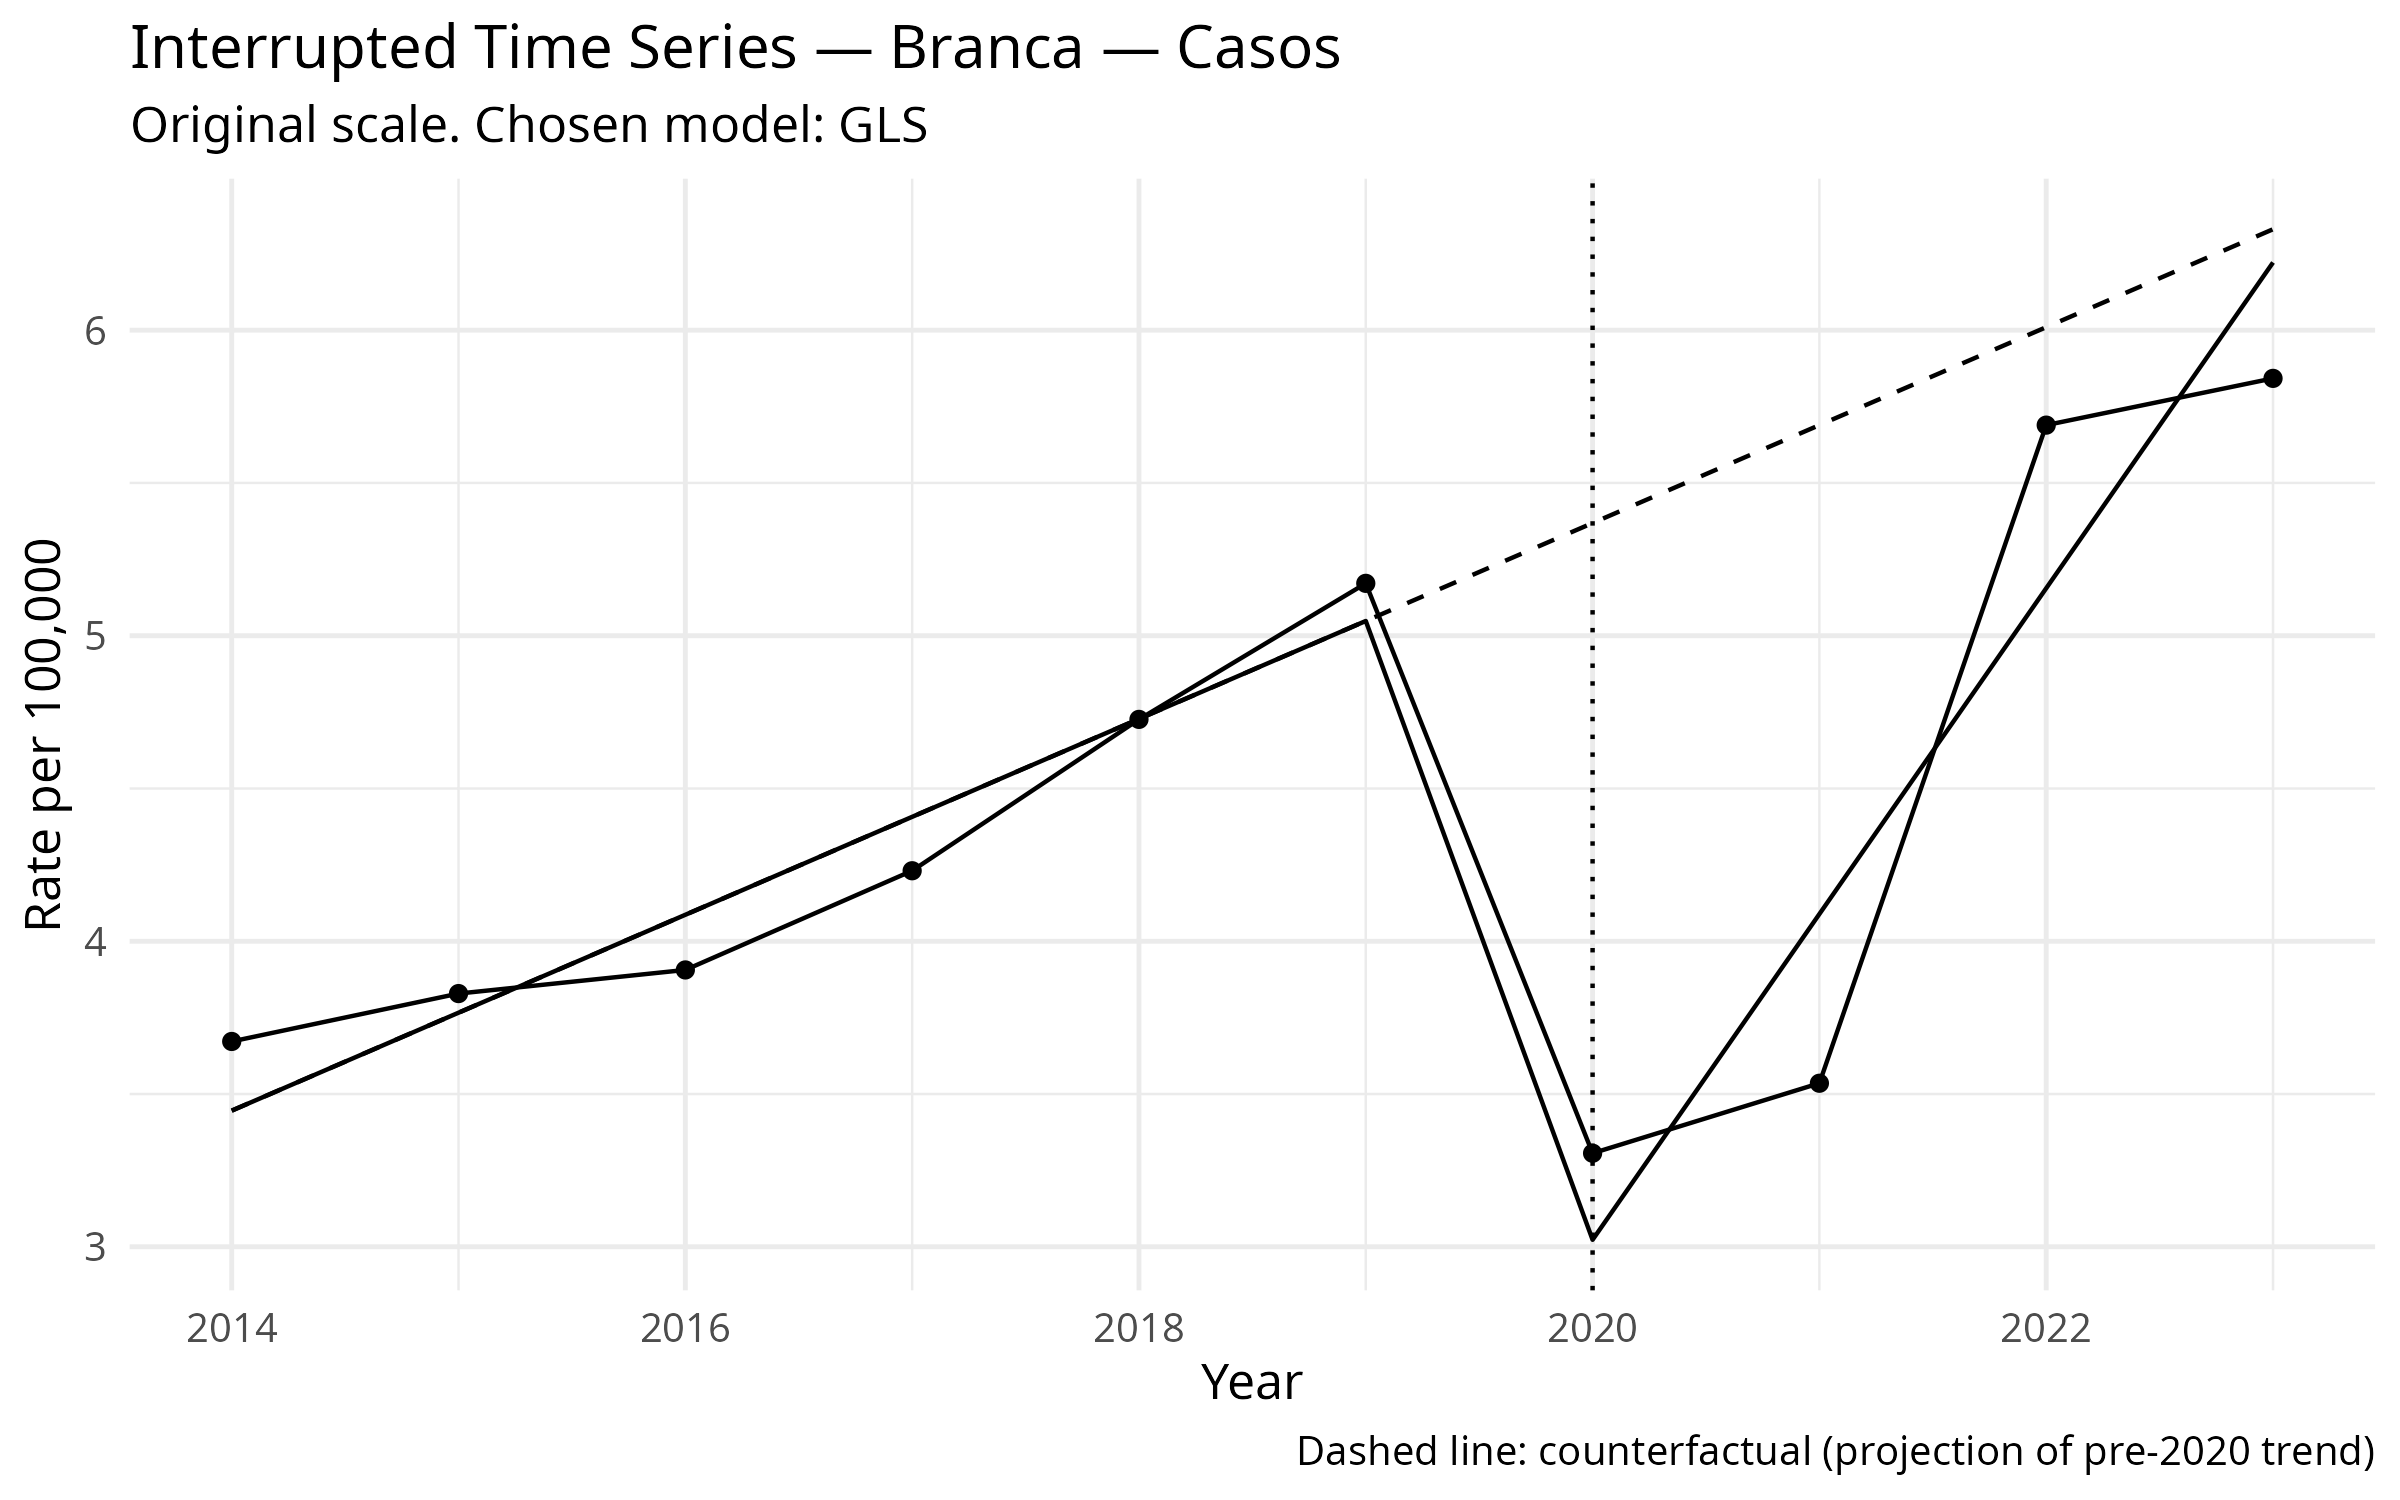 Interrupted Time Series — Branca — Casos
Original scale. Chosen model: GLS
Rate per 100,000
6
5
4
3
2014 2016 2018 2020 2022
Year
Dashed line: counterfactual (projection of pre-2020 trend)